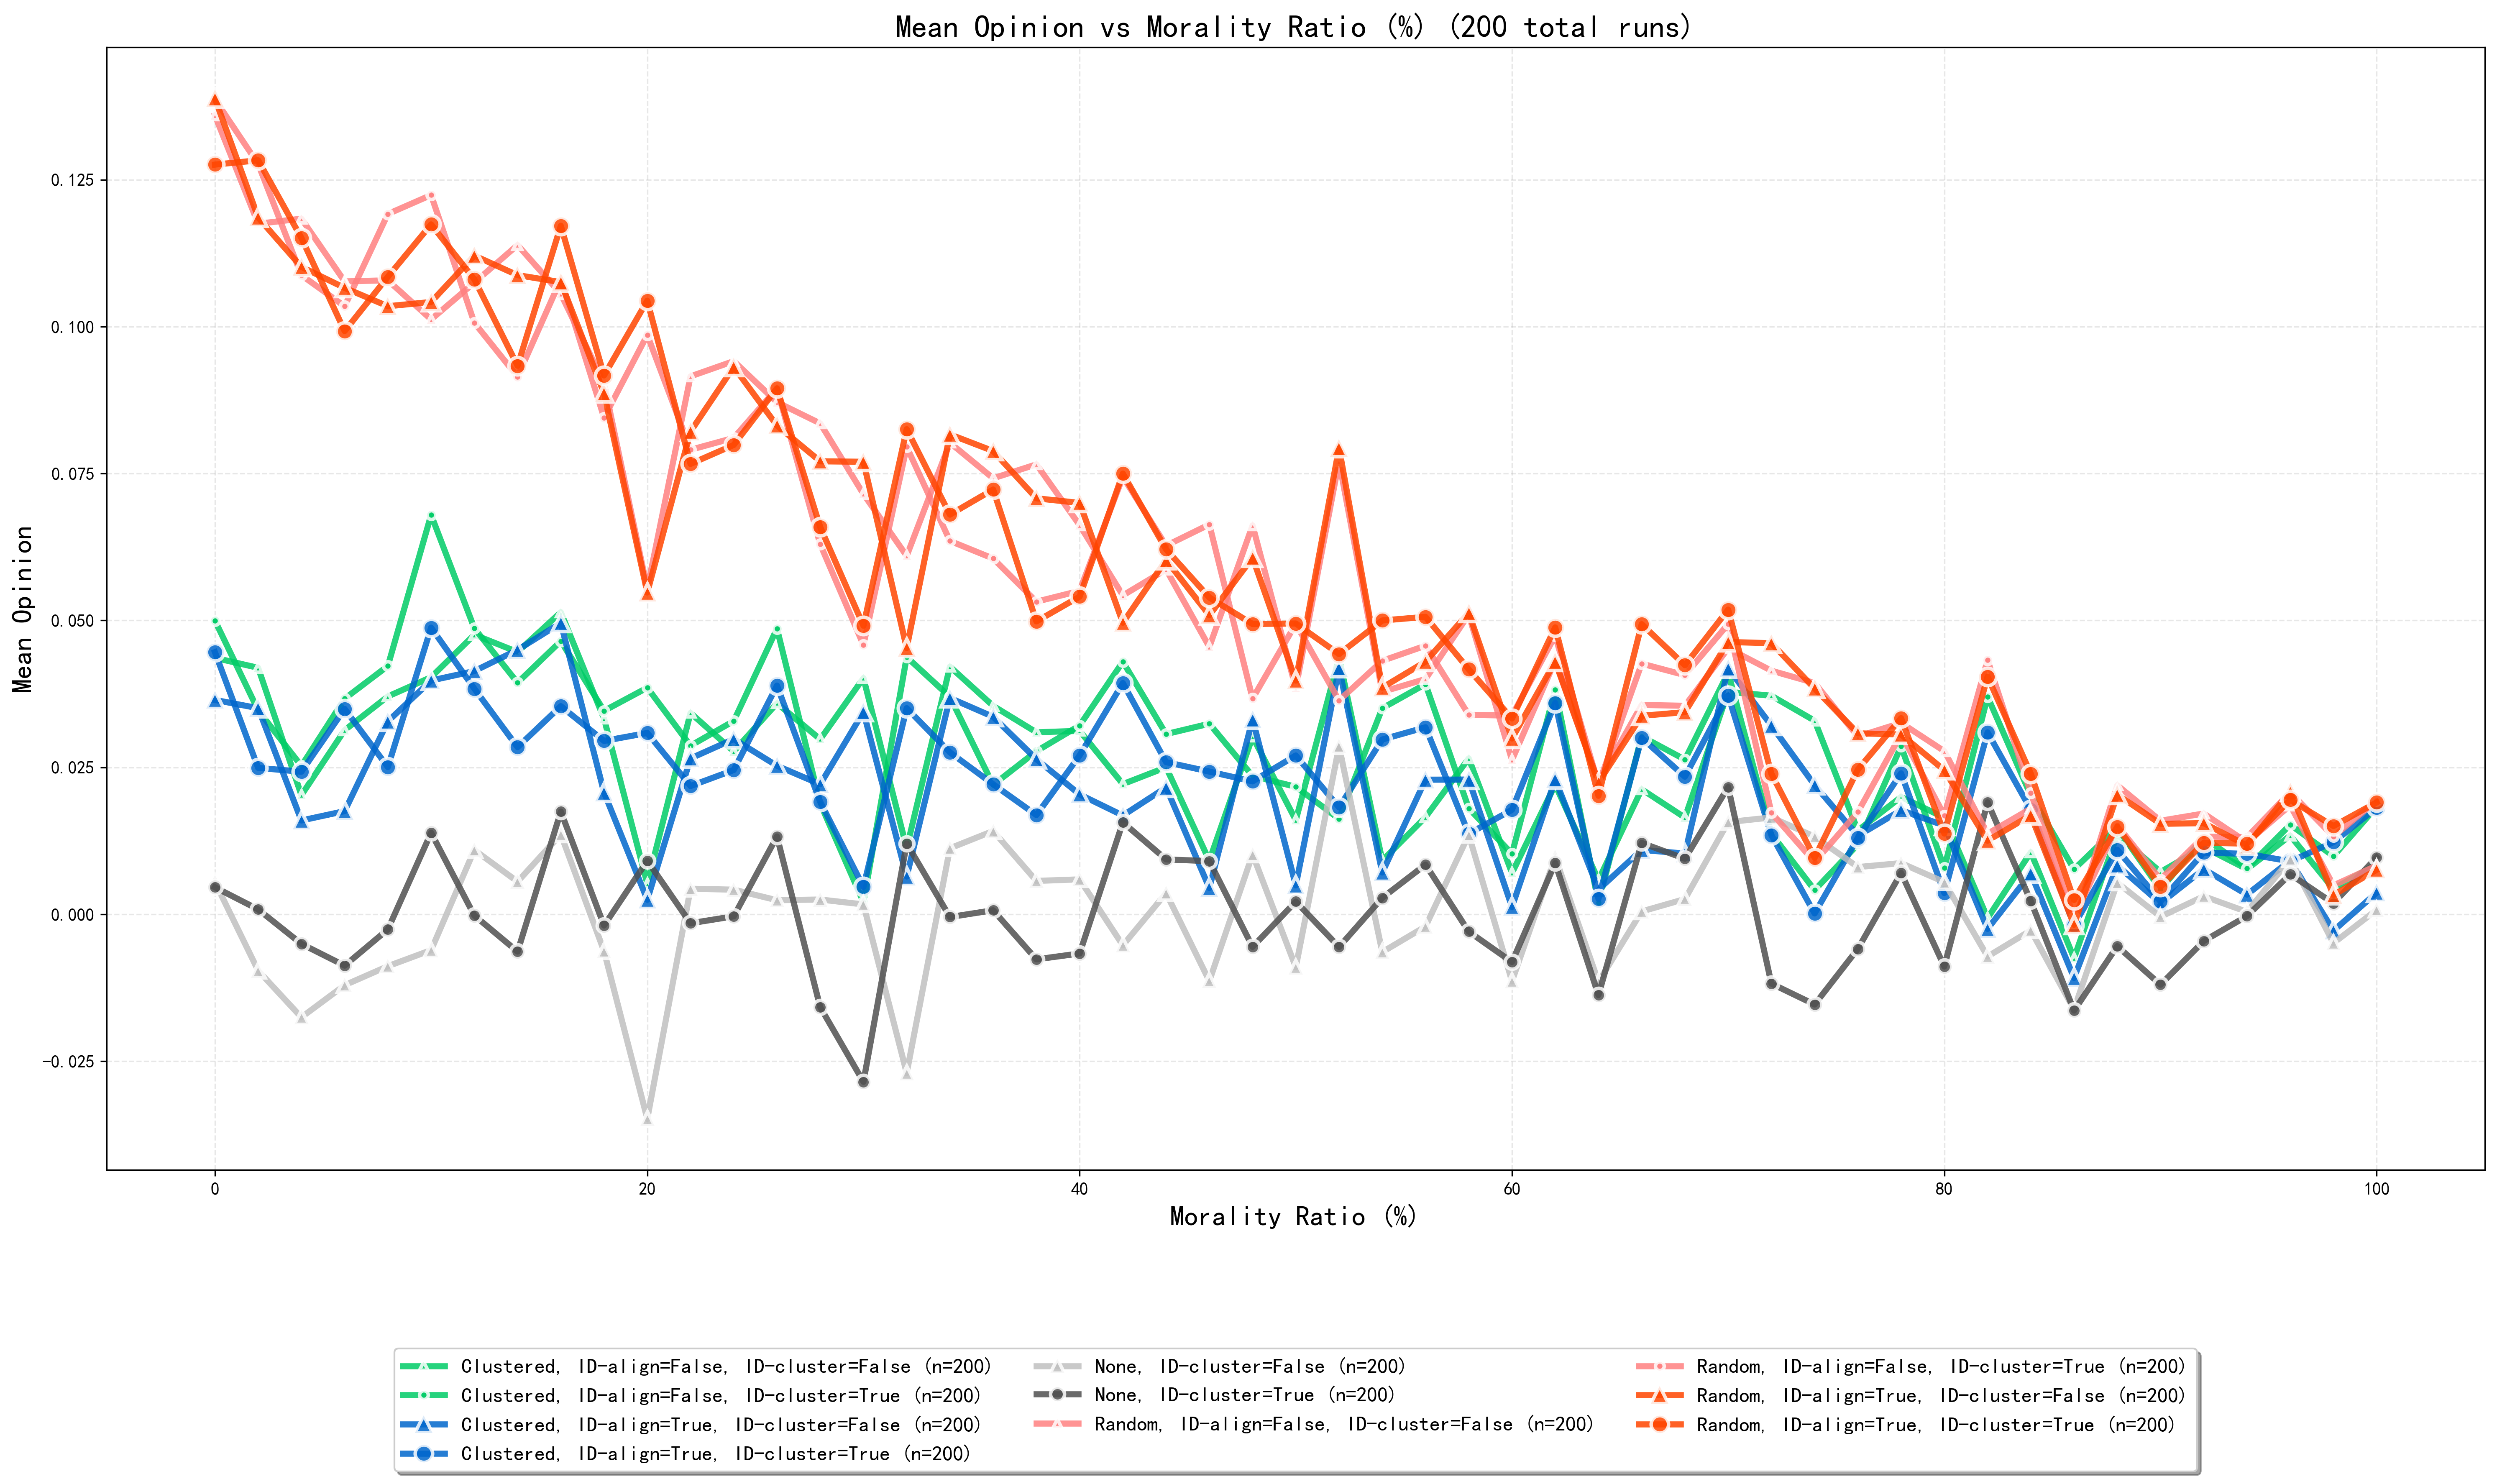 Mean Opinion vs Morality Ratio (%) (200 total runs)
Mean Opinion
0.125
0.100
0.075
0.050
0.025
0.000
-0.025
0
20
40
60
80
100
Morality Ratio (%)
Clustered, ID-align=False, ID-cluster=False (n=200)
Clustered, ID-align=False, ID-cluster=True (n=200)
Clustered, ID-align=True, ID-cluster=False (n=200)
Clustered, ID-align=True, ID-cluster=True (n=200)
None, ID-cluster=False (n=200)
None, ID-cluster=True (n=200)
Random, ID-align=False, ID-cluster=False (n=200)
Random, ID-align=False, ID-cluster=True (n=200)
Random, ID-align=True, ID-cluster=False (n=200)
Random, ID-align=True, ID-cluster=True (n=200)